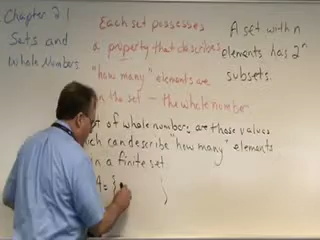 Chapter 2.1
Sets and
Whole Numbers
Each set possesses
a property that describes
"how many" elements are
in the set - the whole number
A set with n
elements has 2ⁿ
subsets.
of whole numbers are those values
which can describe "how many" elements
in a finite set.
A = {      }